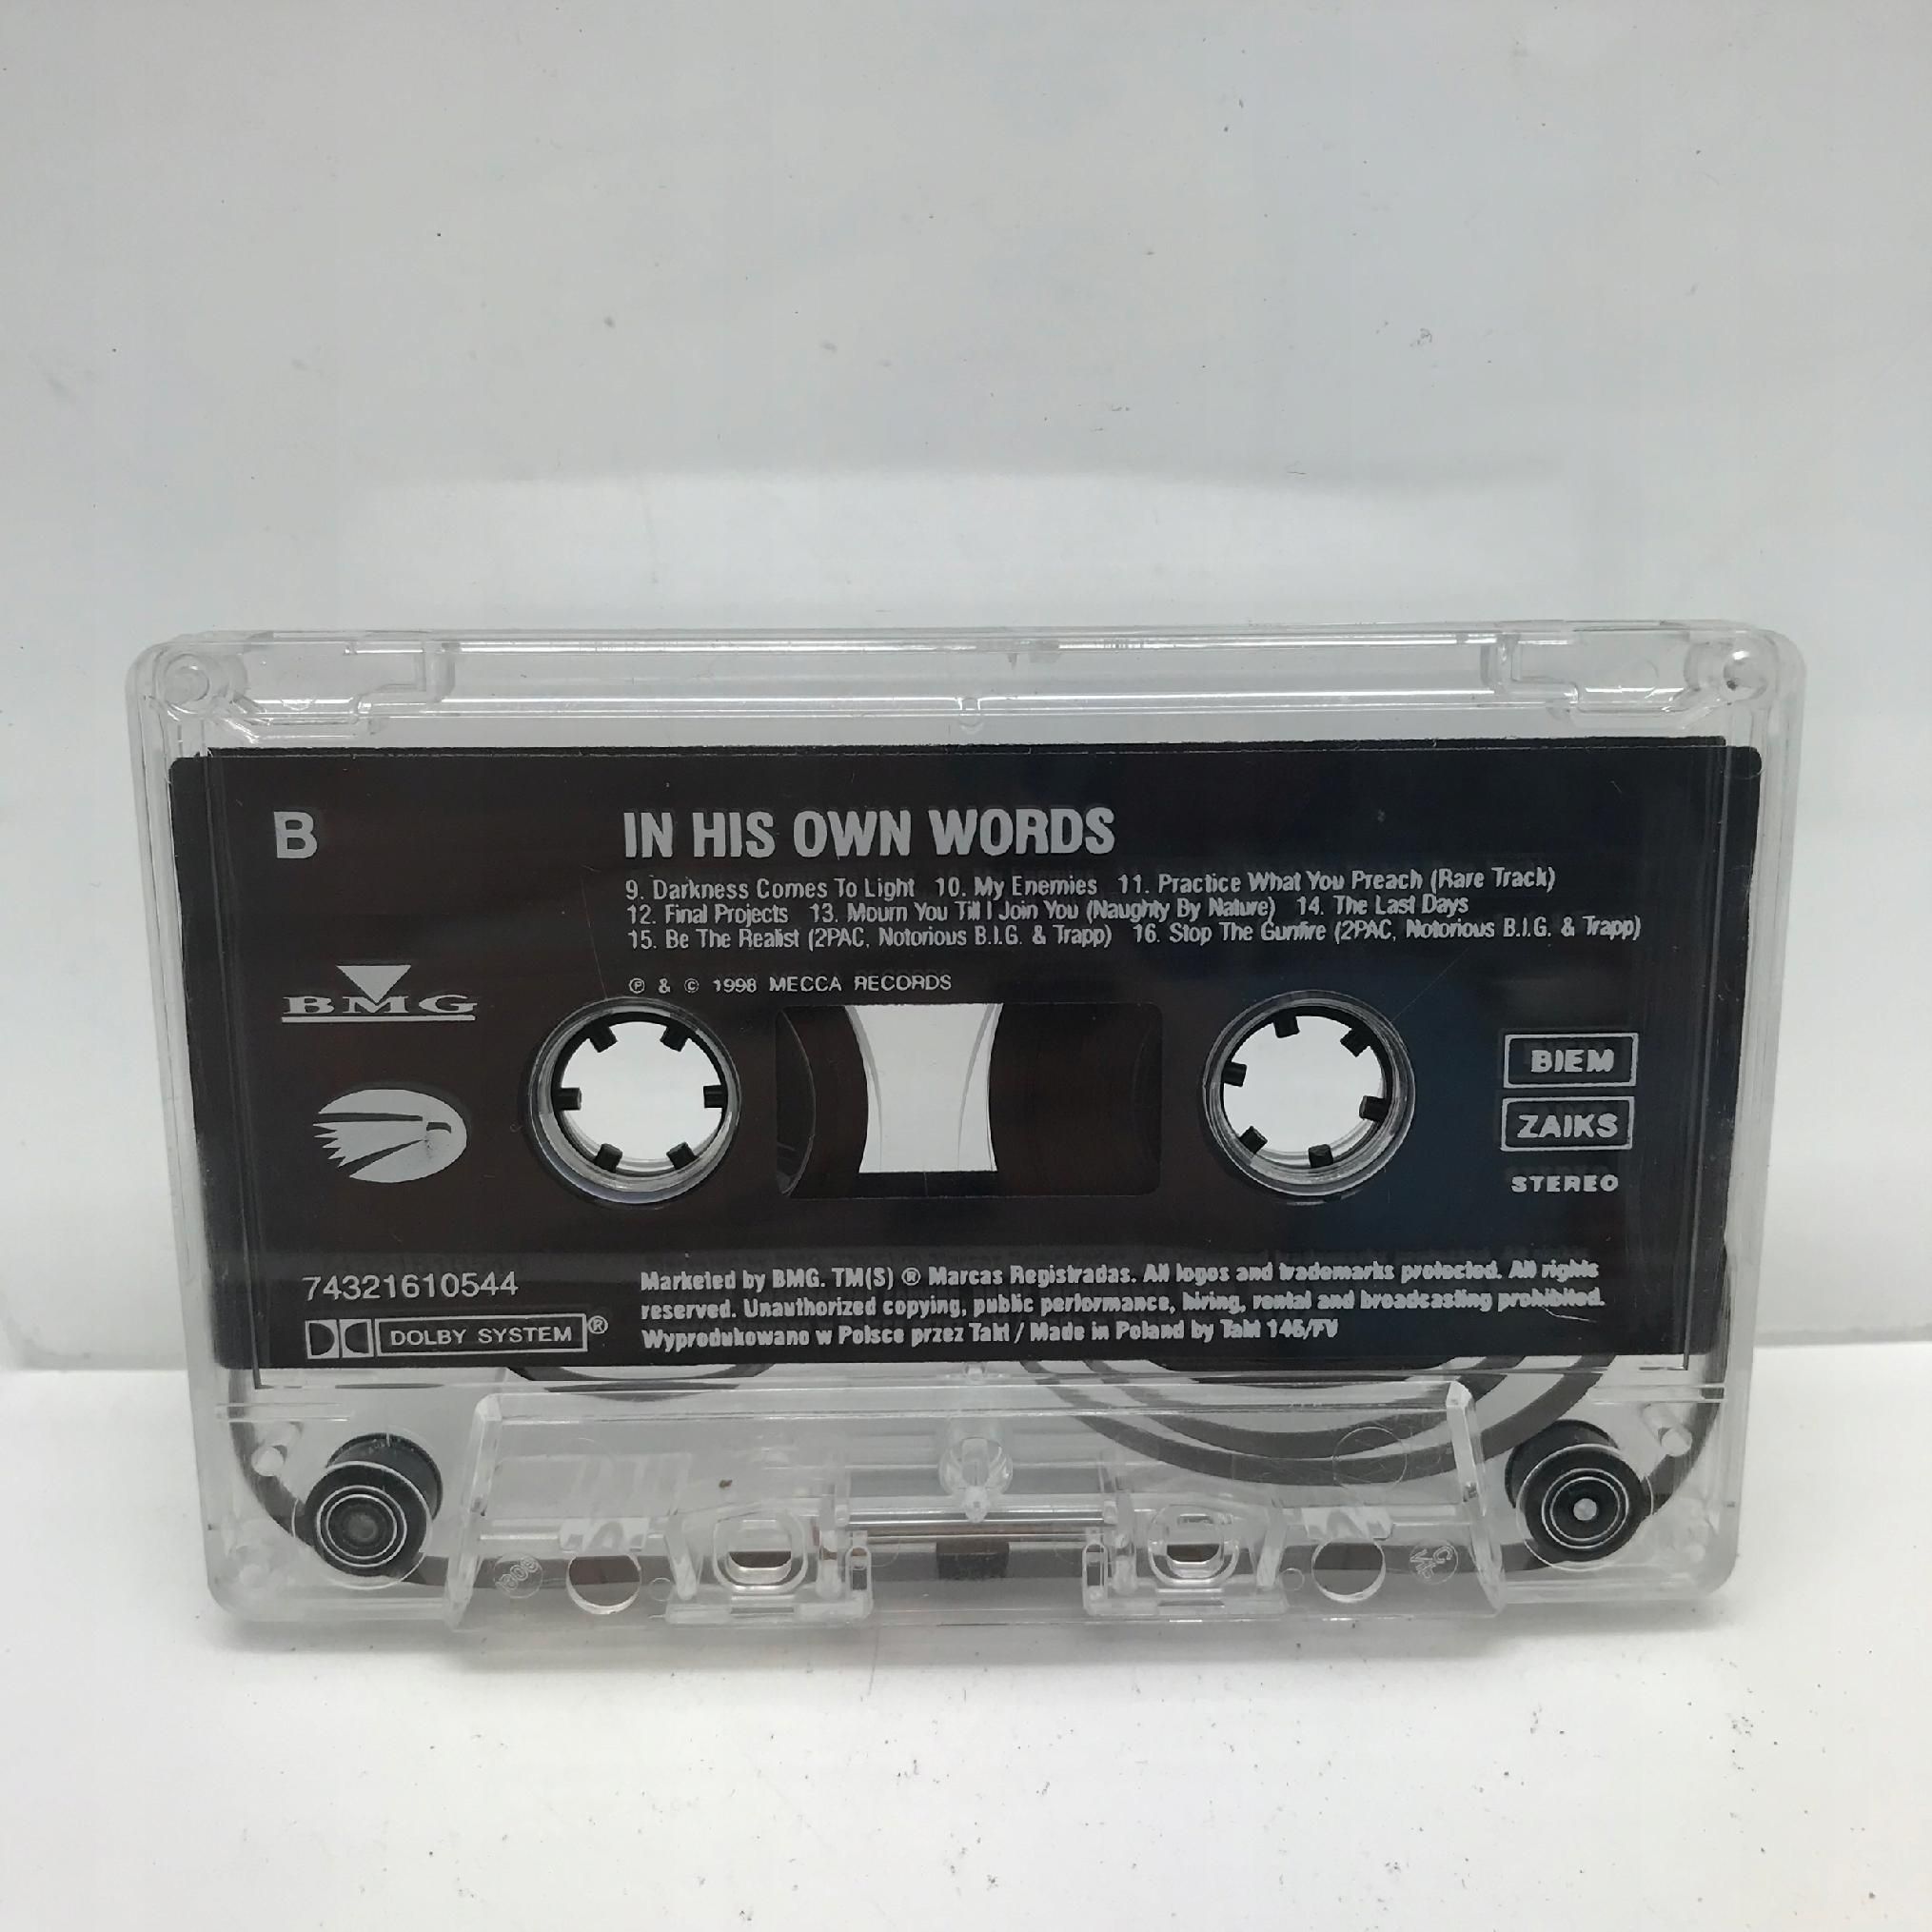 B
IN HIS OWN WORDS
9. Darkness Comes To Light 10. My Enemies 11. Practice What You Preach (Rare Track)
12. Final Projects 13. Mourn You Till I Join You (Naughty By Nature) 14. The Last Days
15. Be The Realist (2PAC, Notorious B.I.G. & Trapp) 16. Stop The Gunfire (2PAC, Notorious B.I.G. & Trapp)
℗ & © 1998 MECCA RECORDS
BMG
BIEM
ZAIKS
STEREO
74321610544
DOLBY SYSTEM®
Marketed by BMG. TM(S) ® Marcas Registradas. All logos and trademarks protected. All rights
reserved. Unauthorized copying, public performance, hiring, rental and broadcasting prohibited.
Wyprodukowano w Polsce przez Takt / Made in Poland by Takt 146/FV